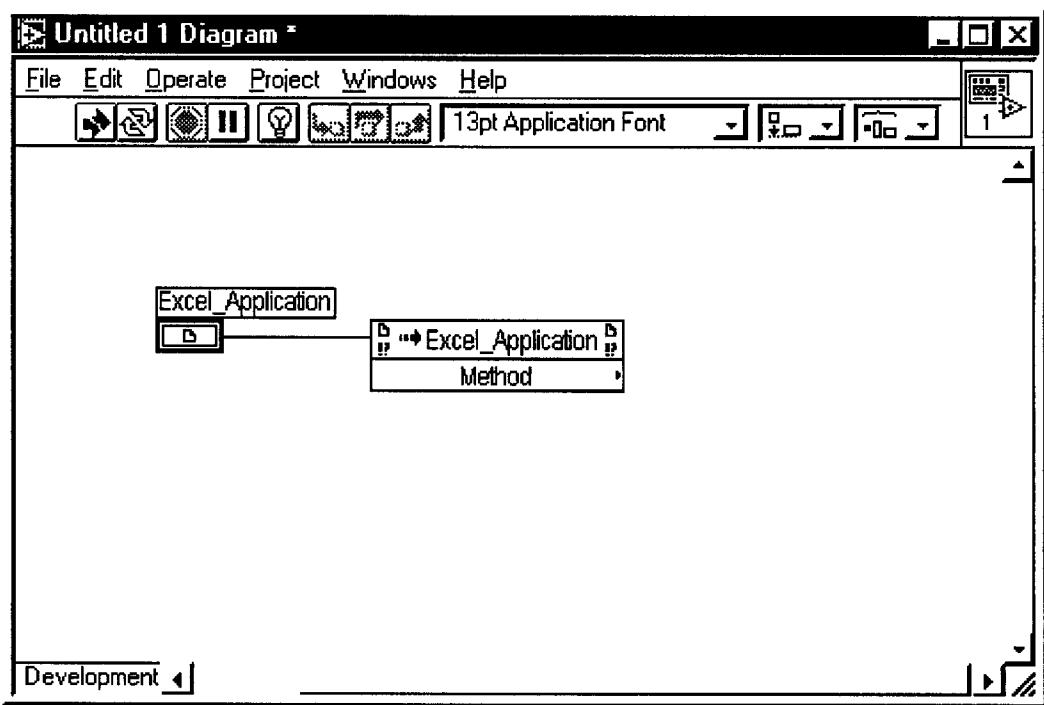 Untitled 1 Diagram *
File Edit Operate Project Windows Help
13pt Application Font
1
Excel_Application
Excel_Application
Method
Development